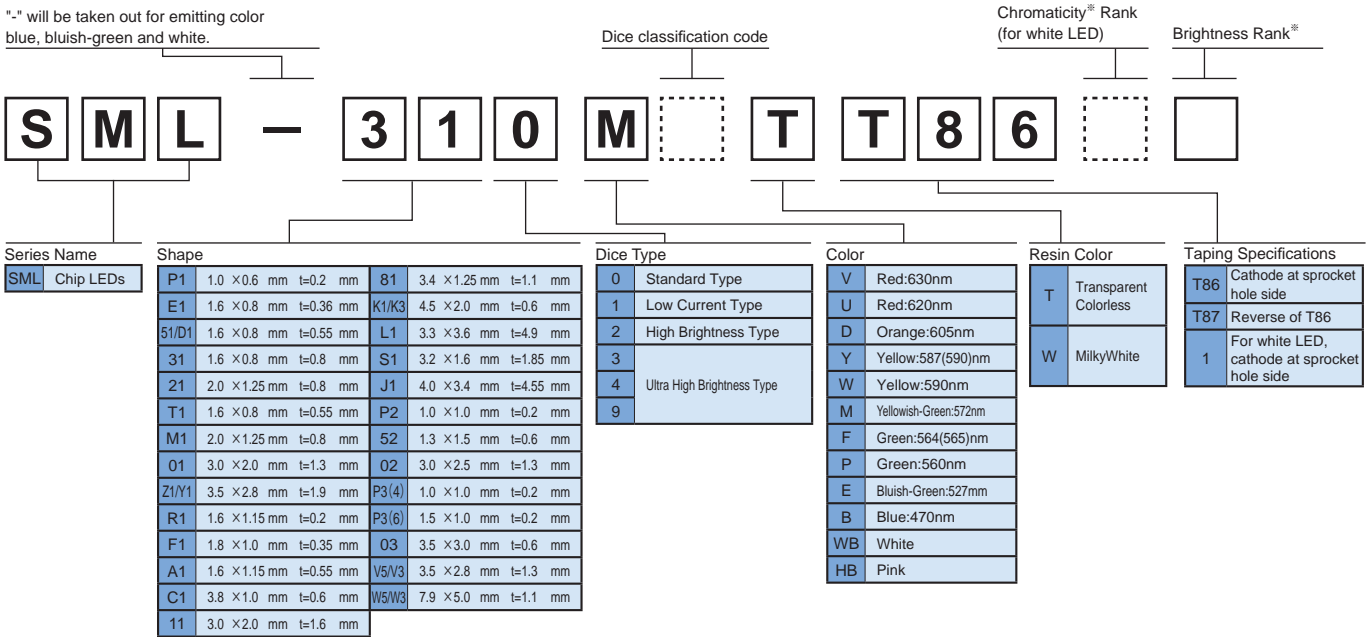 "-" will be taken out for emitting color
blue, bluish-green and white.
Dice classification code
Chromaticity※ Rank
(for white LED)
Brightness Rank※
S M L - 3 1 0 M T T 8 6
Series Name
SML Chip LEDs
Shape
P1 1.0 ×0.6 mm t=0.2 mm 81 3.4 ×1.25 mm t=1.1 mm
E1 1.6 ×0.8 mm t=0.36 mm K1/K3 4.5 ×2.0 mm t=0.6 mm
51/D1 1.6 ×0.8 mm t=0.55 mm L1 3.3 ×3.6 mm t=4.9 mm
31 1.6 ×0.8 mm t=0.8 mm S1 3.2 ×1.6 mm t=1.85 mm
21 2.0 ×1.25 mm t=0.8 mm J1 4.0 ×3.4 mm t=4.55 mm
T1 1.6 ×0.8 mm t=0.55 mm P2 1.0 ×1.0 mm t=0.2 mm
M1 2.0 ×1.25 mm t=0.8 mm 52 1.3 ×1.5 mm t=0.6 mm
01 3.0 ×2.0 mm t=1.3 mm 02 3.0 ×2.5 mm t=1.3 mm
Z1/Y1 3.5 ×2.8 mm t=1.9 mm P3(4) 1.0 ×1.0 mm t=0.2 mm
R1 1.6 ×1.15 mm t=0.2 mm P3(6) 1.5 ×1.0 mm t=0.2 mm
F1 1.8 ×1.0 mm t=0.35 mm 03 3.5 ×3.0 mm t=0.6 mm
A1 1.6 ×1.15 mm t=0.55 mm V5/V3 3.5 ×2.8 mm t=1.3 mm
C1 3.8 ×1.0 mm t=0.6 mm W5/W3 7.9 ×5.0 mm t=1.1 mm
11 3.0 ×2.0 mm t=1.6 mm
Dice Type
0 Standard Type
1 Low Current Type
2 High Brightness Type
3
4 Ultra High Brightness Type
9
Color
V Red:630nm
U Red:620nm
D Orange:605nm
Y Yellow:587(590)nm
W Yellow:590nm
M Yellowish-Green:572nm
F Green:564(565)nm
P Green:560nm
E Bluish-Green:527mm
B Blue:470nm
WB White
HB Pink
Resin Color
T Transparent
Colorless
W MilkyWhite
Taping Specifications
T86 Cathode at sprocket
hole side
T87 Reverse of T86
1 For white LED,
cathode at sprocket
hole side